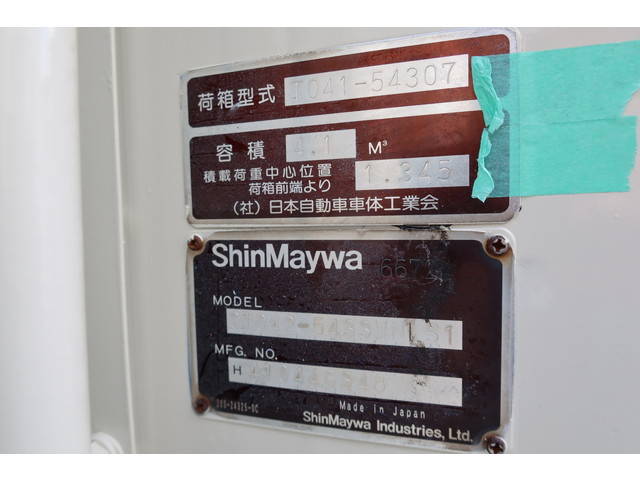 荷箱型式 TD41-54307
容積 4.1 M³
積載荷重中心位置
荷箱前端より 1.345
(社)日本自動車車体工業会
ShinMaywa
MODEL
MFG. NO.
H
Made in Japan
ShinMaywa Industries, Ltd.